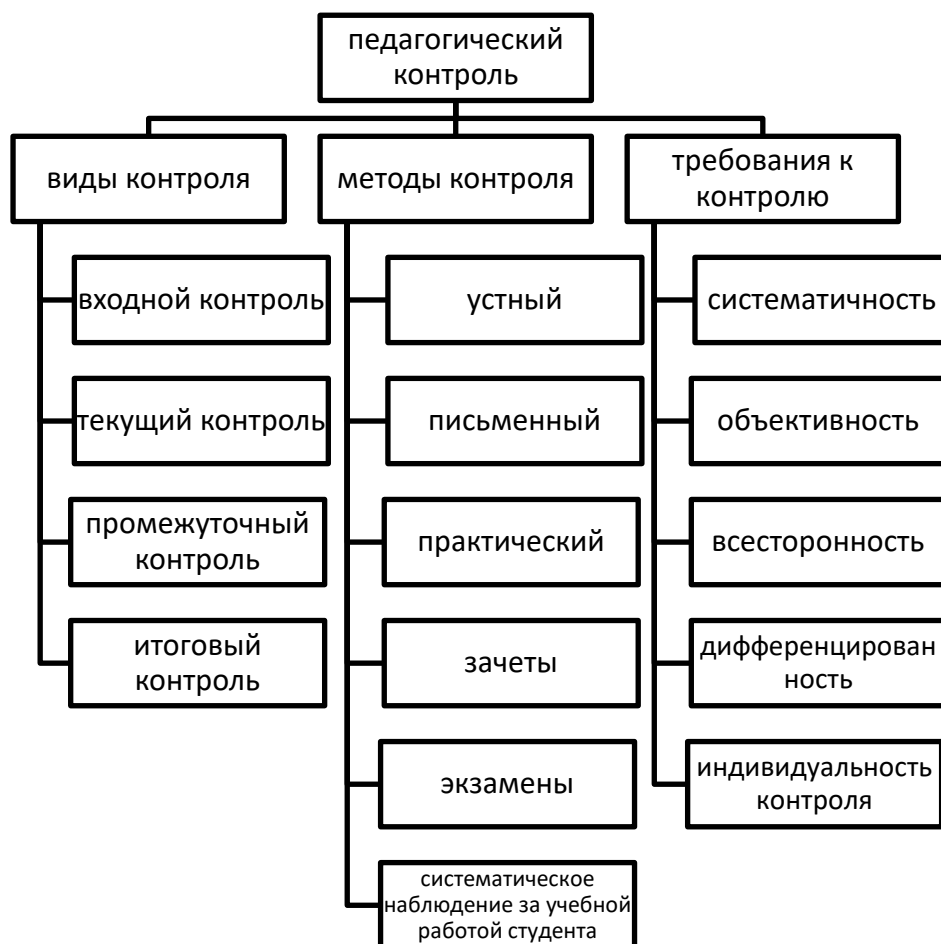 педагогический
контроль
виды контроля
методы контроля
требования к
контролю
входной контроль
текущий контроль
промежуточный
контроль
итоговый
контроль
устный
письменный
практический
зачеты
экзамены
систематическое
наблюдение за учебной
работой студента
систематичность
объективность
всесторонность
дифференцирован
ность
индивидуальность
контроля